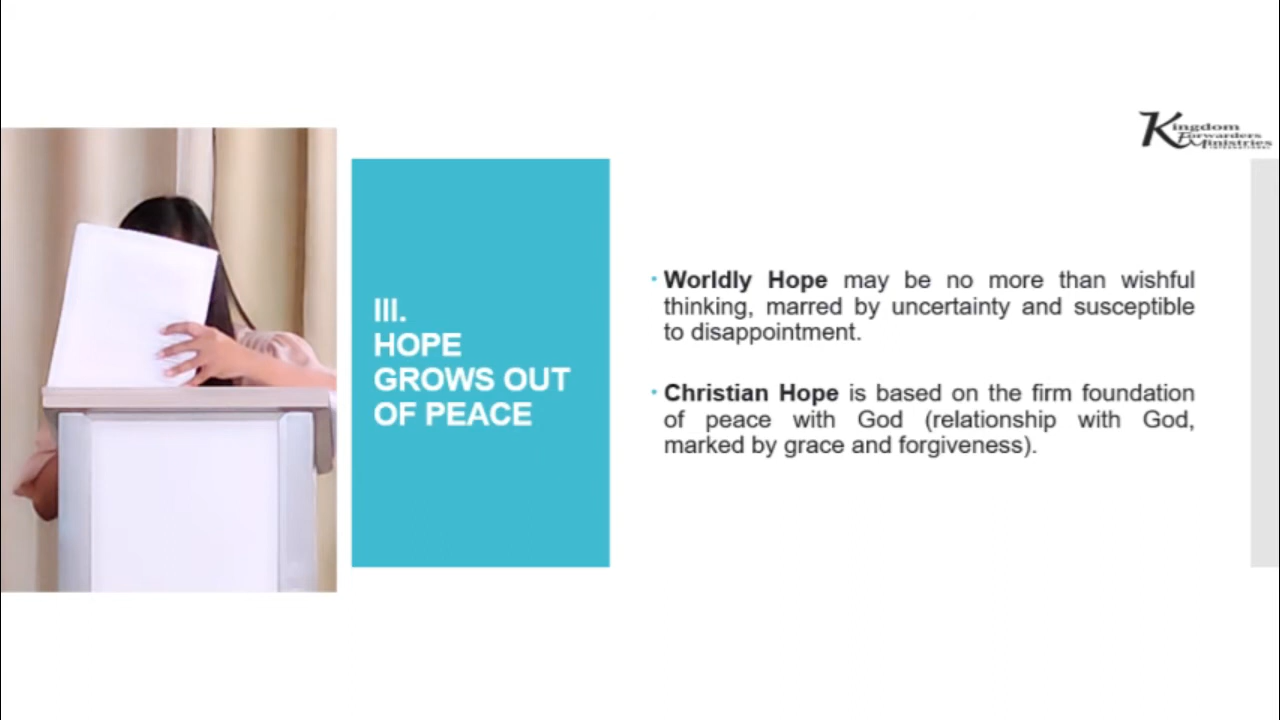 Kingdom
Forwarders
Ministries
INTERNATIONAL
III.
HOPE
GROWS OUT
OF PEACE
• Worldly Hope may be no more than wishful
thinking, marred by uncertainty and susceptible
to disappointment.
• Christian Hope is based on the firm foundation
of peace with God (relationship with God,
marked by grace and forgiveness).